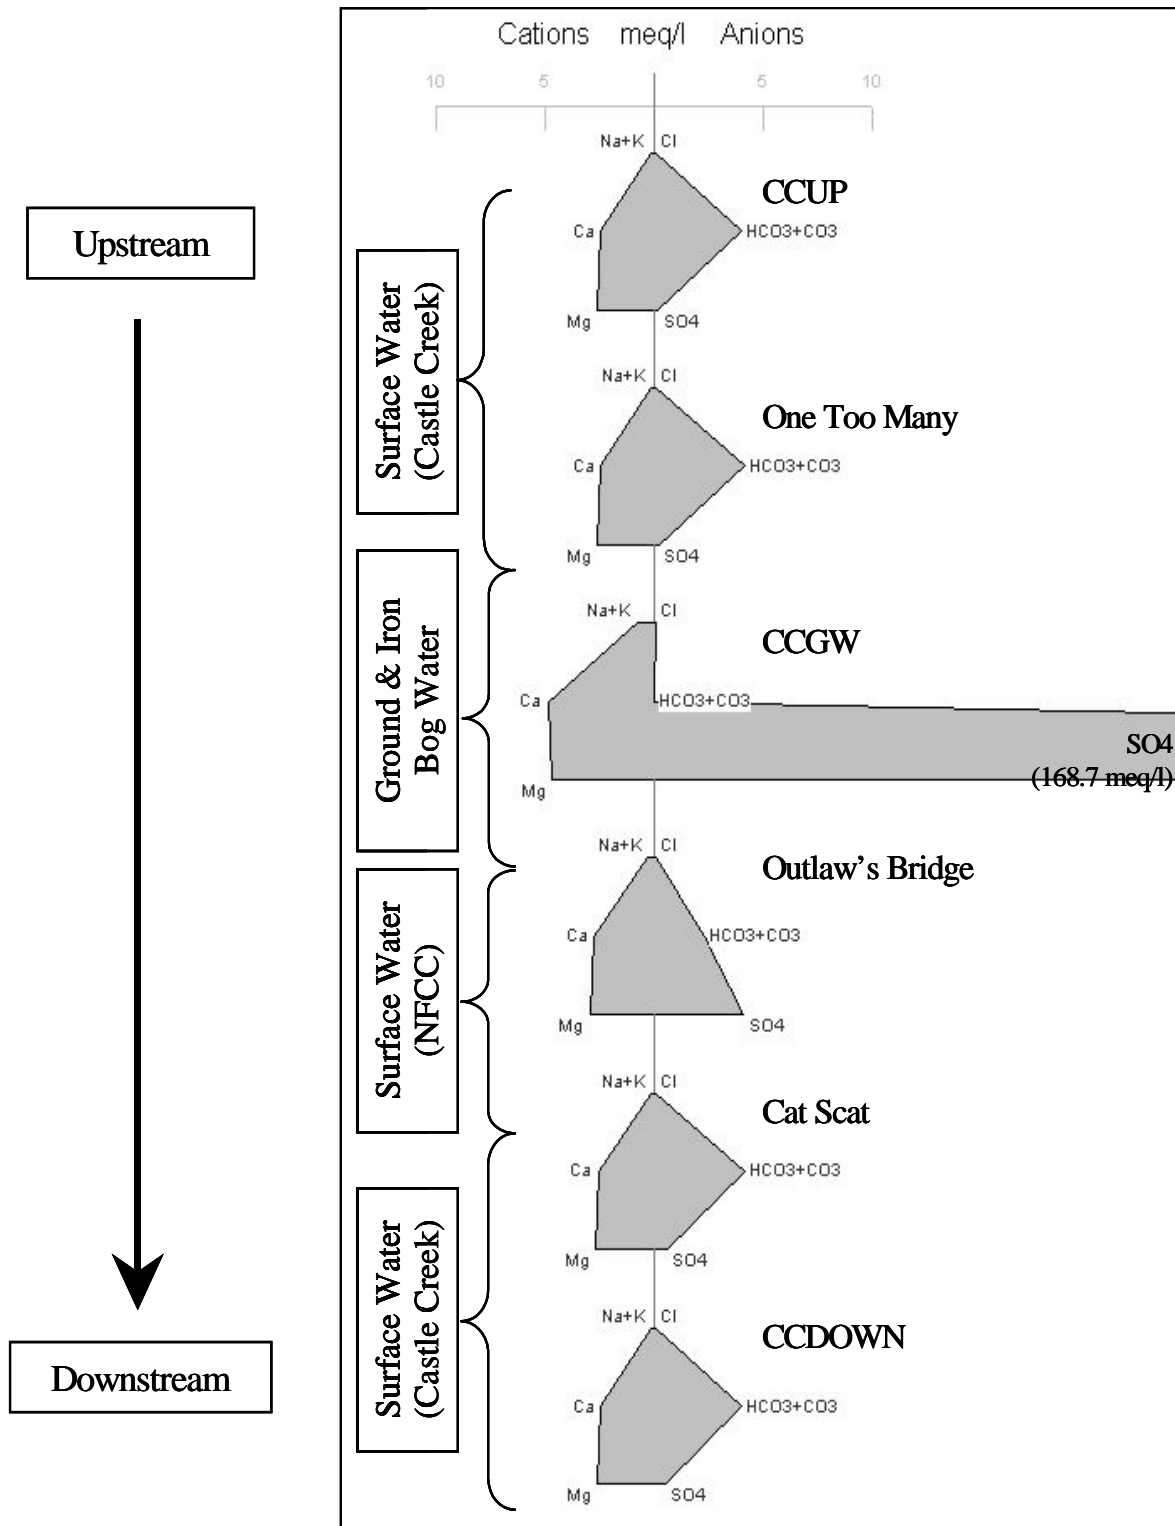 Cations meq/l Anions
10 5 5 10
Na+K Cl
CCUP
Ca HCO3+CO3
Mg SO4
Na+K Cl
One Too Many
Ca HCO3+CO3
Mg SO4
Na+K Cl
CCGW
Ca HCO3+CO3
SO4
(168.7 meq/l)
Mg
Na+K Cl
Outlaw's Bridge
Ca HCO3+CO3
Mg SO4
Na+K Cl
Cat Scat
Ca HCO3+CO3
Mg SO4
Na+K Cl
CCDOWN
Ca HCO3+CO3
Mg SO4
Upstream
Downstream
Surface Water
(Castle Creek)
Ground & Iron
Bog Water
Surface Water
(NFCC)
Surface Water
(Castle Creek)